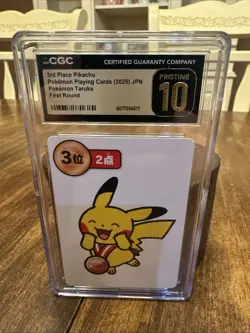 CGC
CERTIFIED GUARANTY COMPANY
3rd Place Pikachu
Pokémon Playing Cards (2025) JPN
Pokémon Taruka
First Round
PRISTINE
10
3位
2点